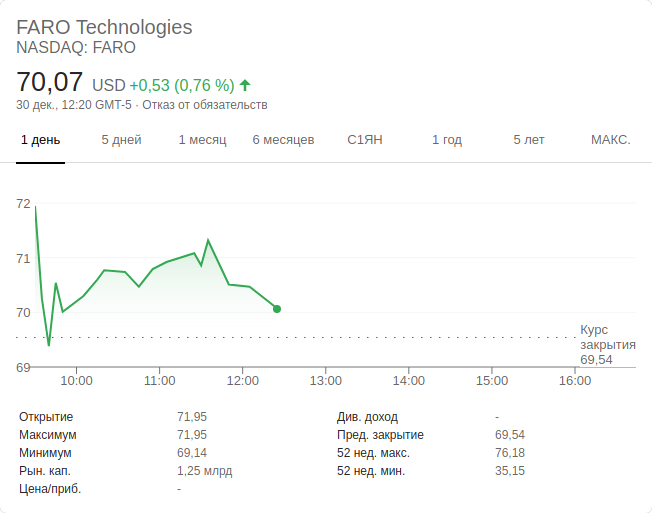 FARO Technologies
NASDAQ: FARO
70,07 USD +0,53 (0,76 %)
30 дек., 12:20 GMT-5 · Отказ от обязательств
1 день 5 дней 1 месяц 6 месяцев С1ЯН 1 год 5 лет МАКС.
72
71
70
Курс
закрытия
69,54
69
10:00 11:00 12:00 13:00 14:00 15:00 16:00
Открытие 71,95 Див. доход -
Максимум 71,95 Пред. закрытие 69,54
Минимум 69,14 52 нед. макс. 76,18
Рын. кап. 1,25 млрд 52 нед. мин. 35,15
Цена/приб. -